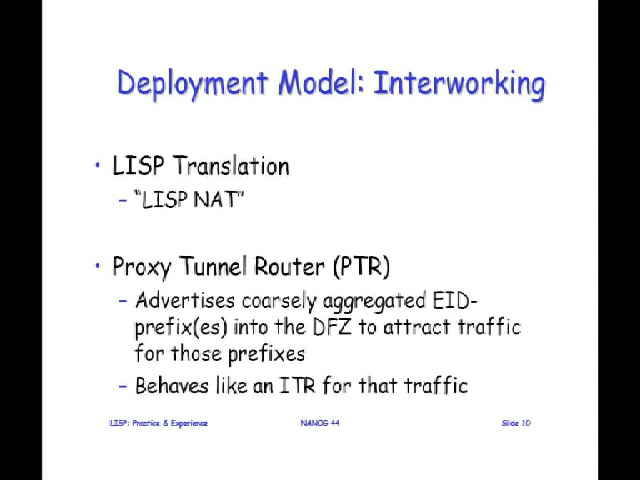 Deployment Model: Interworking
• LISP Translation
– "LISP NAT"
• Proxy Tunnel Router (PTR)
– Advertises coarsely aggregated EID-
prefix(es) into the DFZ to attract traffic
for those prefixes
– Behaves like an ITR for that traffic
LISP: Practice & Experience NANOG 44 Slide 10